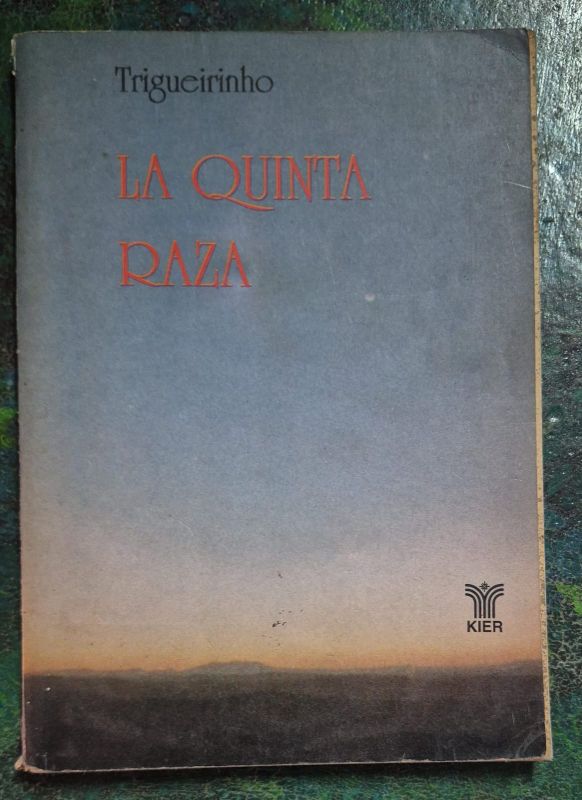 Trigueirinho
LA QUINTA
RAZA
KIER